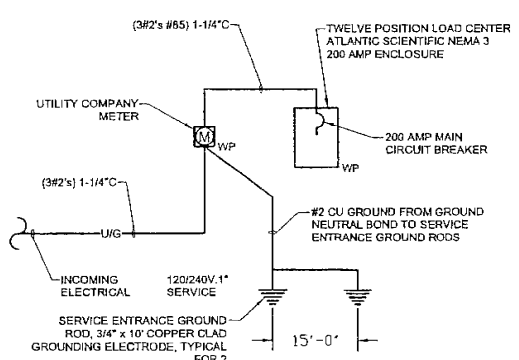 (3#2's #65) 1-1/4"C
TWELVE POSITION LOAD CENTER
ATLANTIC SCIENTIFIC NEMA 3
200 AMP ENCLOSURE
UTILITY COMPANY
METER
M
WP
200 AMP MAIN
CIRCUIT BREAKER
WP
(3#2's) 1-1/4"C
#2 CU GROUND FROM GROUND
NEUTRAL BOND TO SERVICE
ENTRANCE GROUND RODS
U/G
INCOMING
ELECTRICAL
120/240V.1"
SERVICE
SERVICE ENTRANCE GROUND
ROD, 3/4" x 10' COPPER CLAD
GROUNDING ELECTRODE, TYPICAL
FOR 2
15'-0"